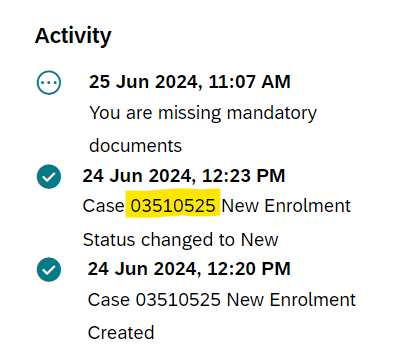 Activity
25 Jun 2024, 11:07 AM
You are missing mandatory
documents
24 Jun 2024, 12:23 PM
Case 03510525 New Enrolment
Status changed to New
24 Jun 2024, 12:20 PM
Case 03510525 New Enrolment
Created